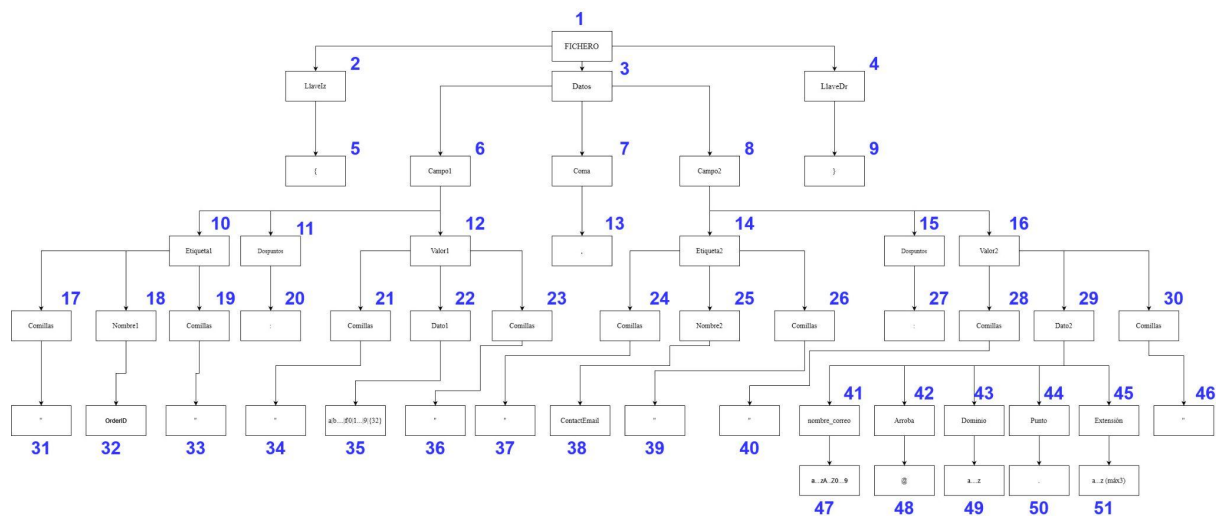 1
FICHERO
2
3
4
LlaveIz
Datos
LlaveDr
5
6
7
8
9
{
Campo1
Coma
Campo2
}
10
11
12
13
14
15
16
Etiqueta1
Dospuntos
Valor1
,
Etiqueta2
Dospuntos
Valor2
17
18
19
20
21
22
23
24
25
26
27
28
29
30
Comillas
Nombre1
Comillas
:
Comillas
Dato1
Comillas
Comillas
Nombre2
Comillas
:
Comillas
Dato2
Comillas
41
42
43
44
45
46
"
OrderID
"
"
a|b....|f0|1...|9|{32}
"
"
ContactEmail
"
"
nombre_correo
Arroba
Dominio
Punto
Extensión
"
31
32
33
34
35
36
37
38
39
40
a...zA..Z0...9
@
a....z
.
a...z (máx3)
47
48
49
50
51